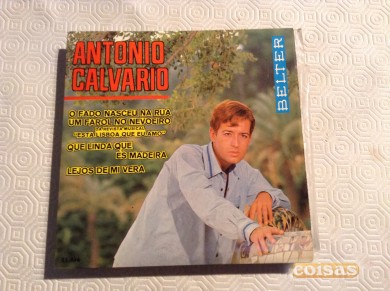 ANTONIO
CALVARIO
BELTER
O FADO NASCEU NA RUA
UM FAROL NO NEVOEIRO
"ESTA LISBOA QUE EU AMO"
QUE LINDA QUE
ES MADEIRA
LEJOS DE MI VERA
coisas